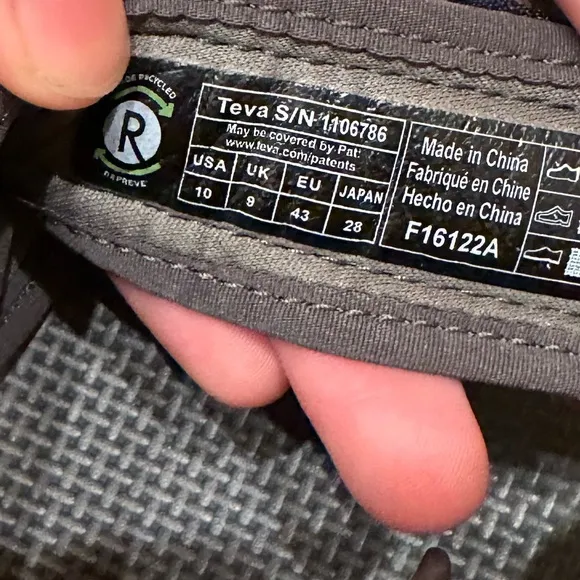 RECYCLED
R
REPREVE
Teva S/N 1106786
May be covered by Pat:
www.teva.com/patents
USA UK EU JAPAN
10 9 43 28
Made in China
Fabriqué en Chine
Hecho en China
F16122A